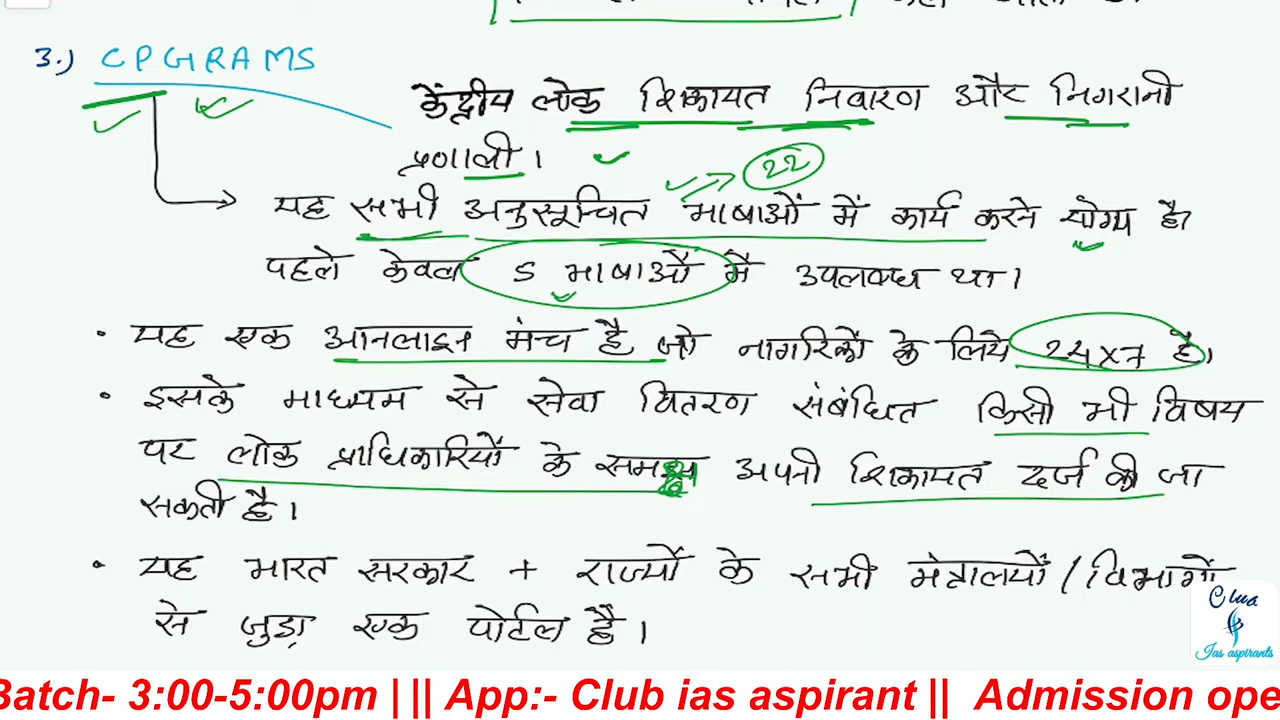 3.) CPGRAMS
केंद्रीय लोक शिकायत निवारण और निगरानी
प्रणाली।
22
यह सभी अनुसूचित भाषाओं में कार्य करने योग्य है।
पहले केवल 5 भाषाओं में उपलब्ध था।
• यह एक आनलाइन मंच है जो नागरिकों के लिये 24x7 है।
• इसके माध्यम से सेवा वितरण संबंधित किसी भी विषय
पर लोक प्राधिकारियों के समक्ष अपनी शिकायत दर्ज की जा
सकती है।
• यह भारत सरकार + राज्यों के सभी मंत्रालयों / विभागों
से जुड़ा एक पोर्टल है।
Club
Ias aspirants
Batch- 3:00-5:00pm | || App:- Club ias aspirant || Admission ope